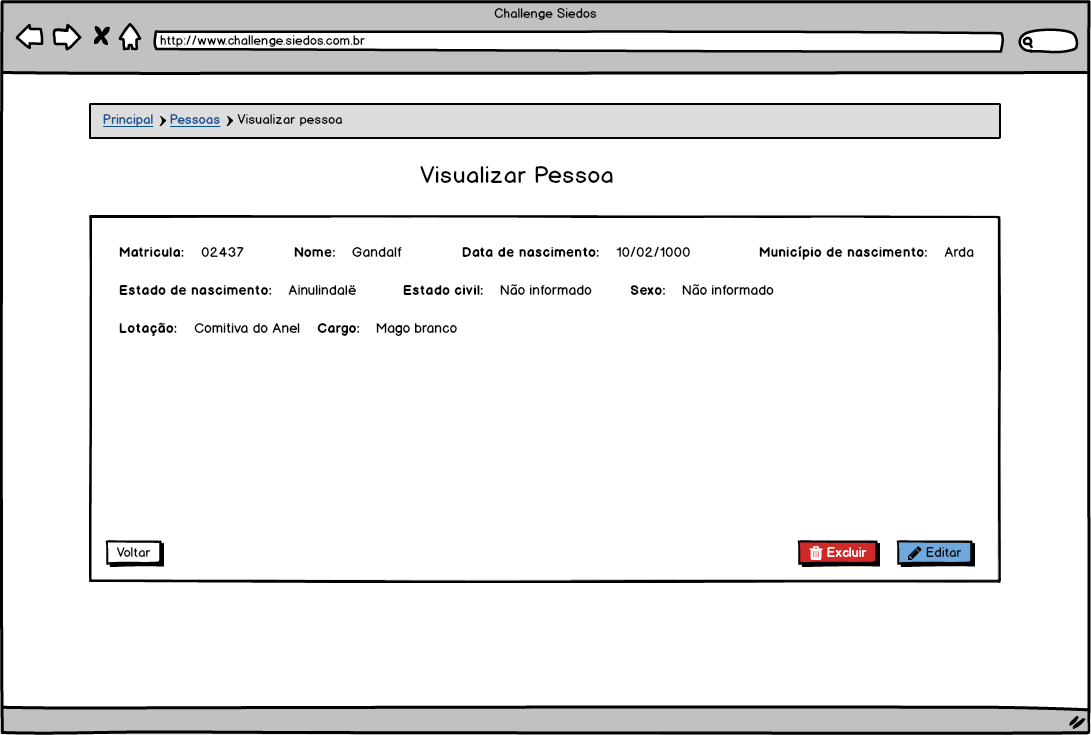 Challenge Siedos
http://www.challenge.siedos.com.br
Principal Pessoas Visualizar pessoa
Visualizar Pessoa
Matricula: 02437 Nome: Gandalf Data de nascimento: 10/02/1000 Município de nascimento: Arda
Estado de nascimento: Ainulindalë Estado civil: Não informado Sexo: Não informado
Lotação: Comitiva do Anel Cargo: Mago branco
Voltar Excluir Editar